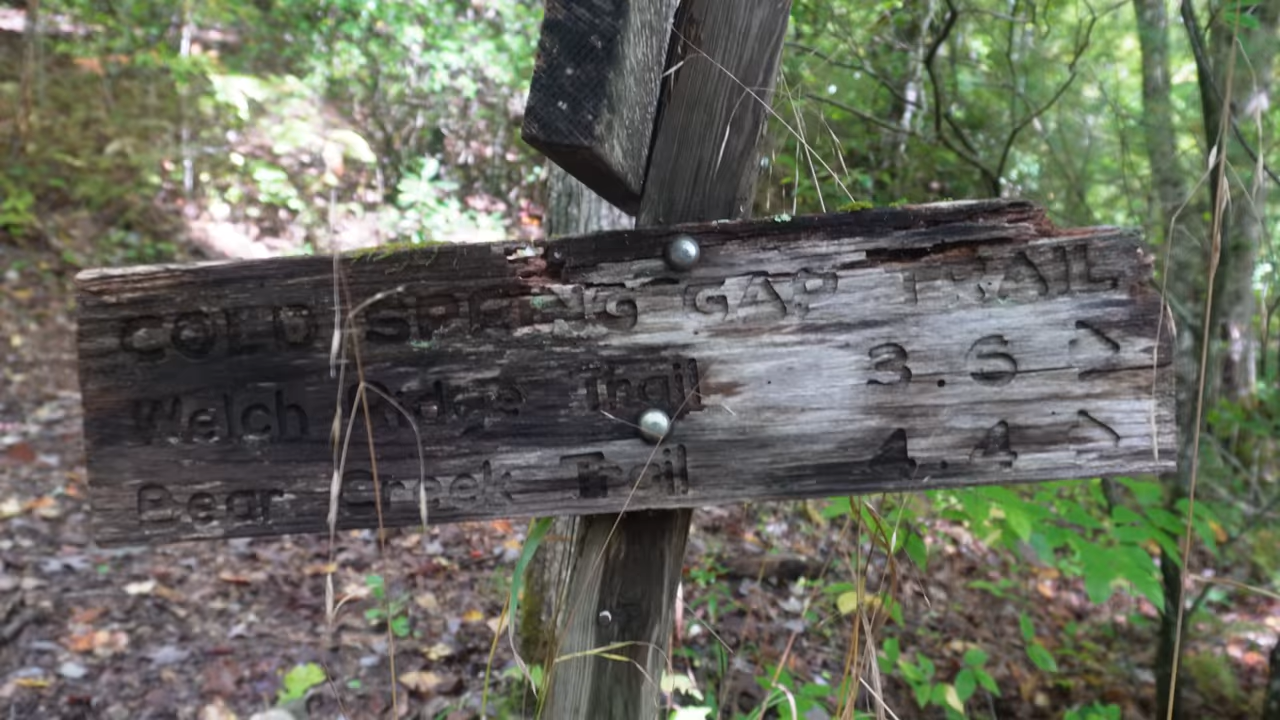 COLD SPRING GAP TRAIL
Welch Ridge Trail 3.6 >
Bear Creek Trail 4.4 >